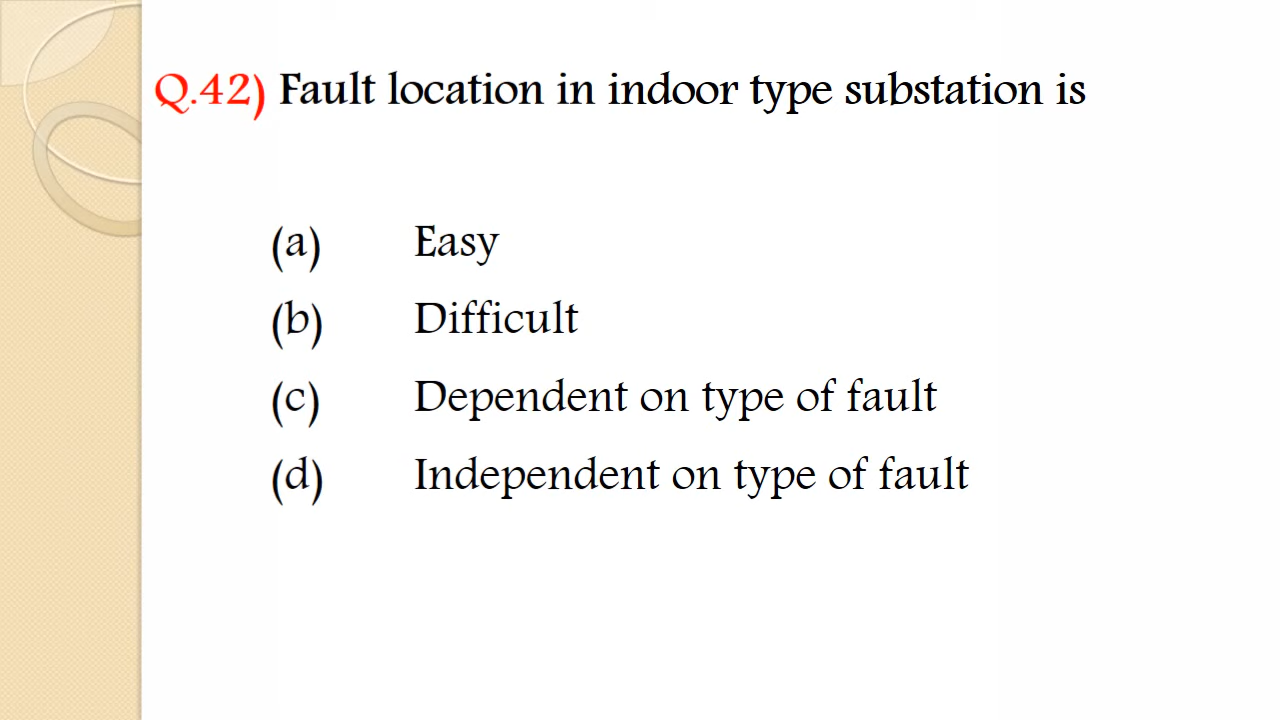 Q.42) Fault location in indoor type substation is
(a) Easy
(b) Difficult
(c) Dependent on type of fault
(d) Independent on type of fault